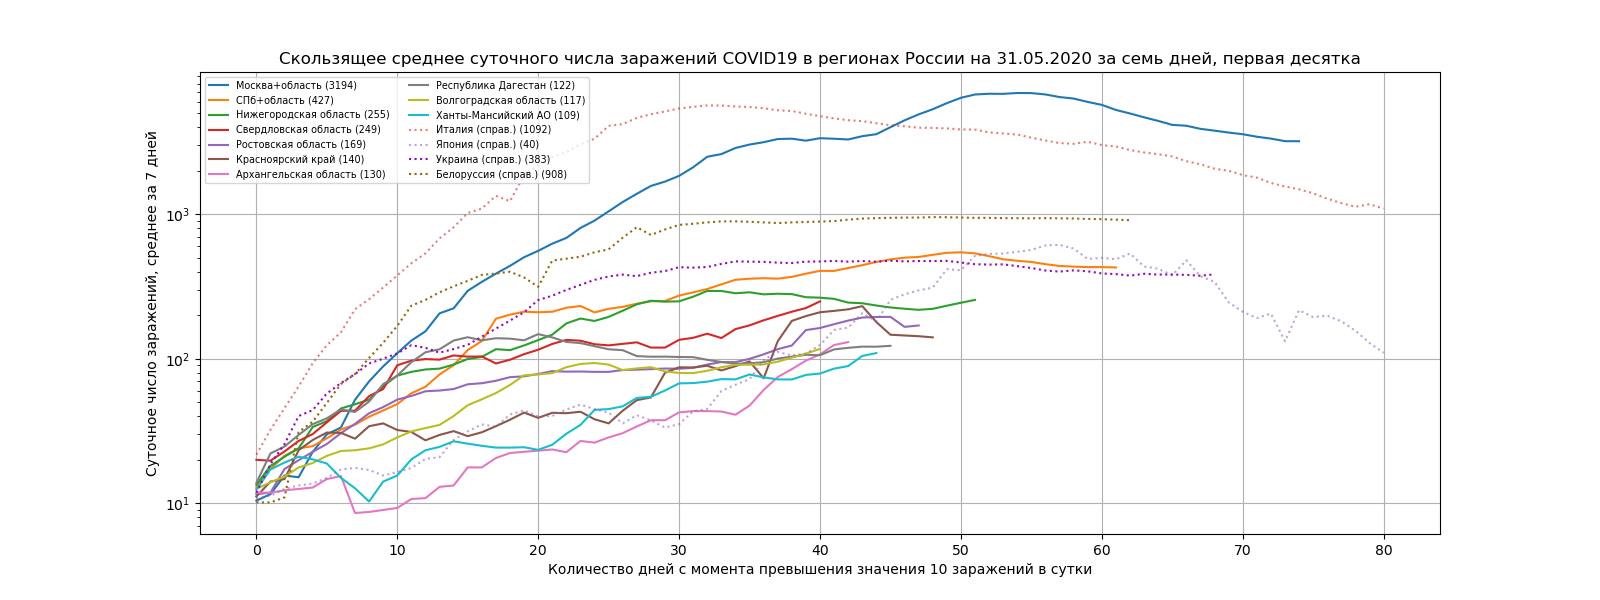 Скользящее среднее суточного числа заражений COVID19 в регионах России на 31.05.2020 за семь дней, первая десятка
Суточное число заражений, среднее за 7 дней
10³
10²
10¹
Москва+область (3194)
СПб+область (427)
Нижегородская область (255)
Свердловская область (249)
Ростовская область (169)
Красноярский край (140)
Архангельская область (130)
Республика Дагестан (122)
Волгоградская область (117)
Ханты-Мансийский АО (109)
Италия (справ.) (1092)
Япония (справ.) (40)
Украина (справ.) (383)
Белоруссия (справ.) (908)
0 10 20 30 40 50 60 70 80
Количество дней с момента превышения значения 10 заражений в сутки